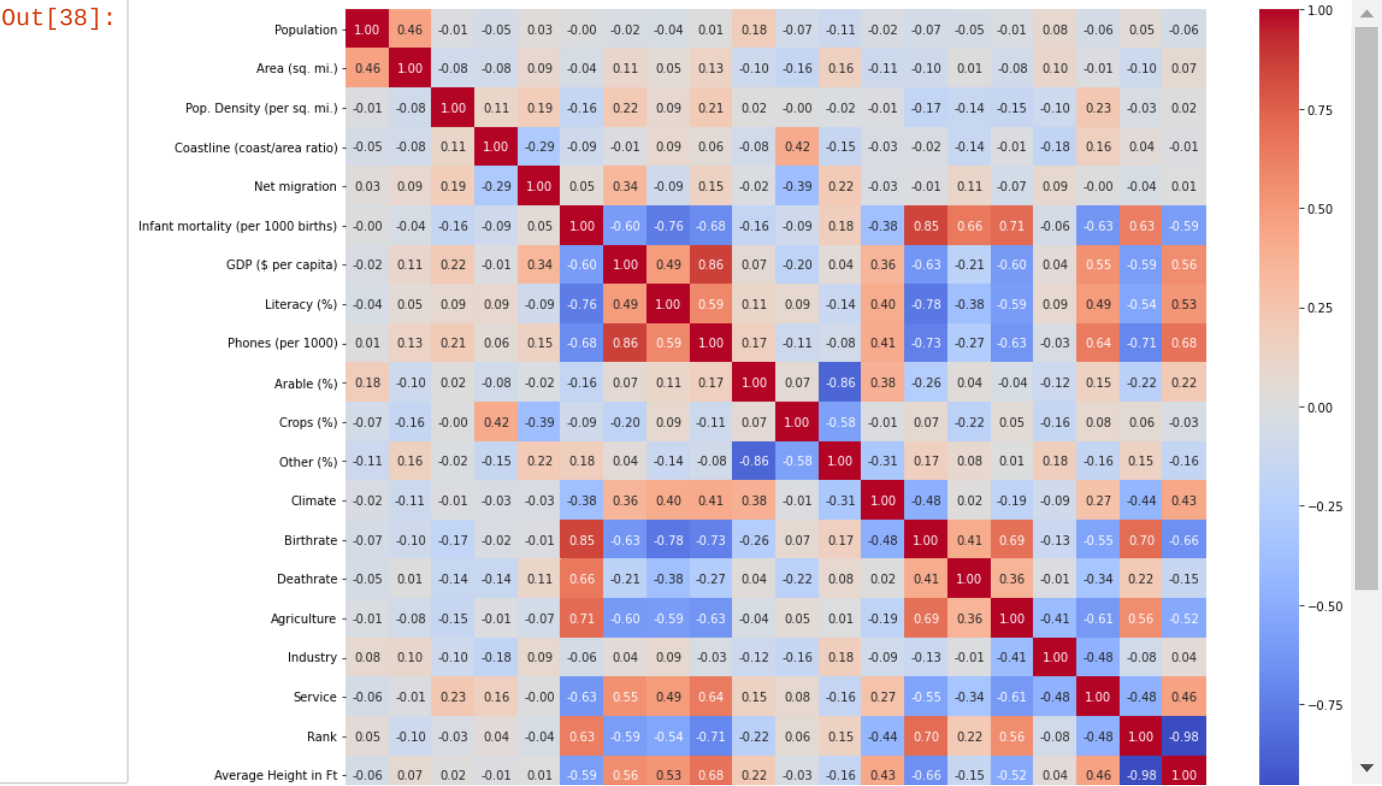 Out[38]:
Population 1.00 0.46 -0.01 -0.05 0.03 -0.00 -0.02 -0.04 0.01 0.18 -0.07 -0.11 -0.02 -0.07 -0.05 -0.01 0.08 -0.06 0.05 -0.06
Area (sq. mi.) 0.46 1.00 -0.08 -0.08 0.09 -0.04 0.11 0.05 0.13 -0.10 -0.16 0.16 -0.11 -0.10 0.01 -0.08 0.10 -0.01 -0.10 0.07
Pop. Density (per sq. mi.) -0.01 -0.08 1.00 0.11 0.19 -0.16 0.22 0.09 0.21 0.02 -0.00 -0.02 -0.01 -0.17 -0.14 -0.15 -0.10 0.23 -0.03 0.02
Coastline (coast/area ratio) -0.05 -0.08 0.11 1.00 -0.29 -0.09 -0.01 0.09 0.06 -0.08 0.42 -0.15 -0.03 -0.02 -0.14 -0.01 -0.18 0.16 0.04 -0.01
Net migration 0.03 0.09 0.19 -0.29 1.00 0.05 0.34 -0.09 0.15 -0.02 -0.39 0.22 -0.03 -0.01 0.11 -0.07 0.09 -0.00 -0.04 0.01
Infant mortality (per 1000 births) -0.00 -0.04 -0.16 -0.09 0.05 1.00 -0.60 -0.76 -0.68 -0.16 -0.09 0.18 -0.38 0.85 0.66 0.71 -0.06 -0.63 0.63 -0.59
GDP ($ per capita) -0.02 0.11 0.22 -0.01 0.34 -0.60 1.00 0.49 0.86 0.07 -0.20 0.04 0.36 -0.63 -0.21 -0.60 0.04 0.55 -0.59 0.56
Literacy (%) -0.04 0.05 0.09 0.09 -0.09 -0.76 0.49 1.00 0.59 0.11 0.09 -0.14 0.40 -0.78 -0.38 -0.59 0.09 0.49 -0.54 0.53
Phones (per 1000) 0.01 0.13 0.21 0.06 0.15 -0.68 0.86 0.59 1.00 0.17 -0.11 -0.08 0.41 -0.73 -0.27 -0.63 -0.03 0.64 -0.71 0.68
Arable (%) 0.18 -0.10 0.02 -0.08 -0.02 -0.16 0.07 0.11 0.17 1.00 0.07 -0.86 0.38 -0.26 0.04 -0.04 -0.12 0.15 -0.22 0.22
Crops (%) -0.07 -0.16 -0.00 0.42 -0.39 -0.09 -0.20 0.09 -0.11 0.07 1.00 -0.58 -0.01 0.07 -0.22 0.05 -0.16 0.08 0.06 -0.03
Other (%) -0.11 0.16 -0.02 -0.15 0.22 0.18 0.04 -0.14 -0.08 -0.86 -0.58 1.00 -0.31 0.17 0.08 0.01 0.18 -0.16 0.15 -0.16
Climate -0.02 -0.11 -0.01 -0.03 -0.03 -0.38 0.36 0.40 0.41 0.38 -0.01 -0.31 1.00 -0.48 0.02 -0.19 -0.09 0.27 -0.44 0.43
Birthrate -0.07 -0.10 -0.17 -0.02 -0.01 0.85 -0.63 -0.78 -0.73 -0.26 0.07 0.17 -0.48 1.00 0.41 0.69 -0.13 -0.55 0.70 -0.66
Deathrate -0.05 0.01 -0.14 -0.14 0.11 0.66 -0.21 -0.38 -0.27 0.04 -0.22 0.08 0.02 0.41 1.00 0.36 -0.01 -0.34 0.22 -0.15
Agriculture -0.01 -0.08 -0.15 -0.01 -0.07 0.71 -0.60 -0.59 -0.63 -0.04 0.05 0.01 -0.19 0.69 0.36 1.00 -0.41 -0.61 0.56 -0.52
Industry 0.08 0.10 -0.10 -0.18 0.09 -0.06 0.04 0.09 -0.03 -0.12 -0.16 0.18 -0.09 -0.13 -0.01 -0.41 1.00 -0.48 -0.08 0.04
Service -0.06 -0.01 0.23 0.16 -0.00 -0.63 0.55 0.49 0.64 0.15 0.08 -0.16 0.27 -0.55 -0.34 -0.61 -0.48 1.00 -0.48 0.46
Rank 0.05 -0.10 -0.03 0.04 -0.04 0.63 -0.59 -0.54 -0.71 -0.22 0.06 0.15 -0.44 0.70 0.22 0.56 -0.08 -0.48 1.00 -0.98
Average Height in Ft -0.06 0.07 0.02 -0.01 0.01 -0.59 0.56 0.53 0.68 0.22 -0.03 -0.16 0.43 -0.66 -0.15 -0.52 0.04 0.46 -0.98 1.00
1.00
0.75
0.50
0.25
0.00
−0.25
−0.50
−0.75